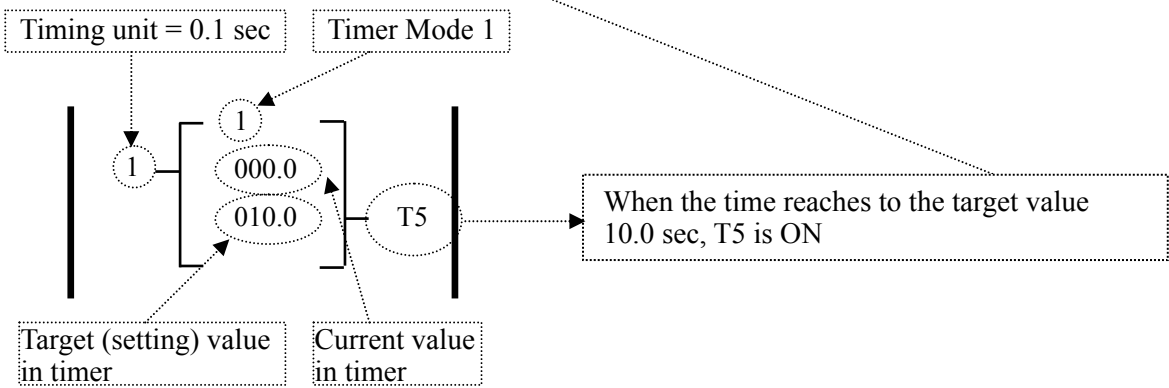 Timing unit = 0.1 sec
Timer Mode 1
1
1
000.0
010.0
T5
When the time reaches to the target value
10.0 sec, T5 is ON
Target (setting) value
in timer
Current value
in timer